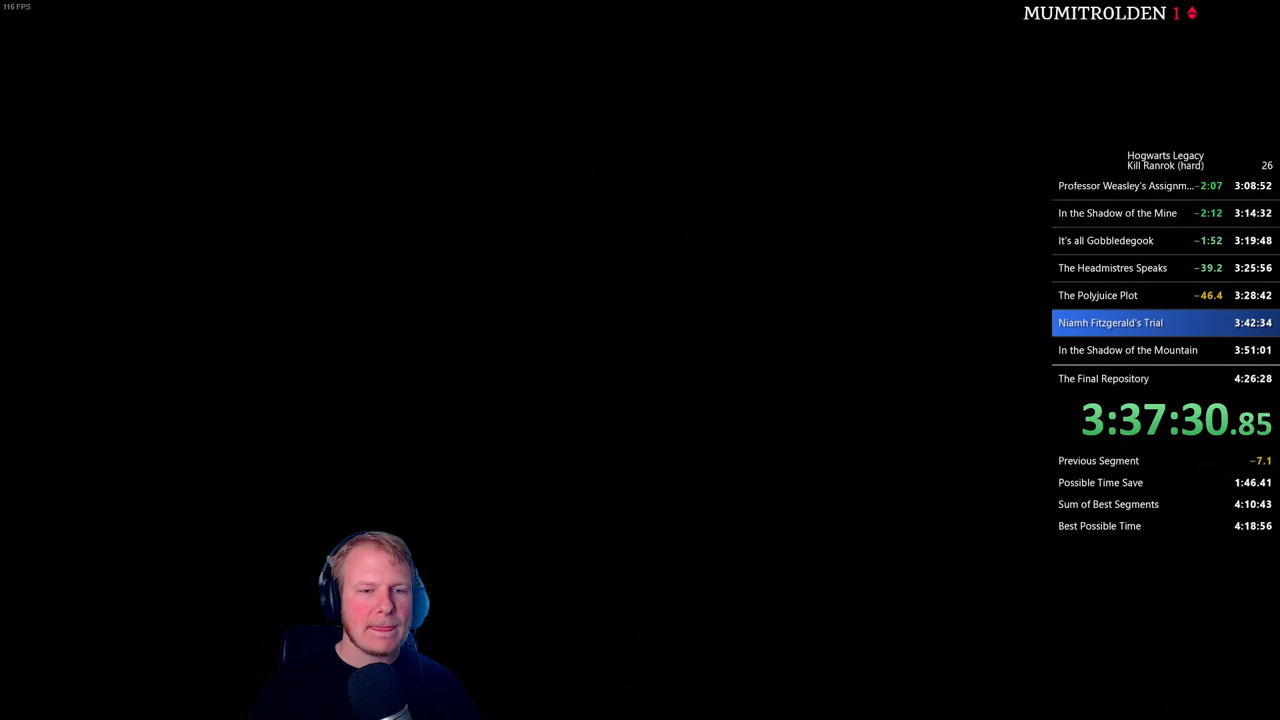 116 FPS
MUMITR0LDEN 1
Hogwarts Legacy
Kill Ranrok (hard) 26
Professor Weasley's Assignm... −2:07 3:08:52
In the Shadow of the Mine −2:12 3:14:32
It's all Gobbledegook −1:52 3:19:48
The Headmistres Speaks −39.2 3:25:56
The Polyjuice Plot −46.4 3:28:42
Niamh Fitzgerald's Trial 3:42:34
In the Shadow of the Mountain 3:51:01
The Final Repository 4:26:28
3:37:30.85
Previous Segment −7.1
Possible Time Save 1:46.41
Sum of Best Segments 4:10:43
Best Possible Time 4:18:56